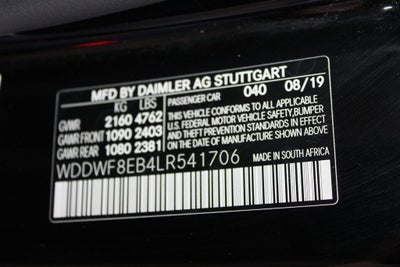 MFD BY DAIMLER AG STUTTGART
KG LBS PASSENGER CAR 040 08/19
GVWR 2160 4762 THIS VEHICLE CONFORMS TO ALL APPLICABLE
GAWR FRONT 1090 2403 U.S. FEDERAL MOTOR VEHICLE SAFETY, BUMPER
GAWR REAR 1080 2381 AND THEFT PREVENTION STANDARDS IN
EFFECT ON THE DATE OF MANUFACTURE
SHOWN ABOVE.
WDDWF8EB4LR541706
MADE IN SOUTH AFRICA